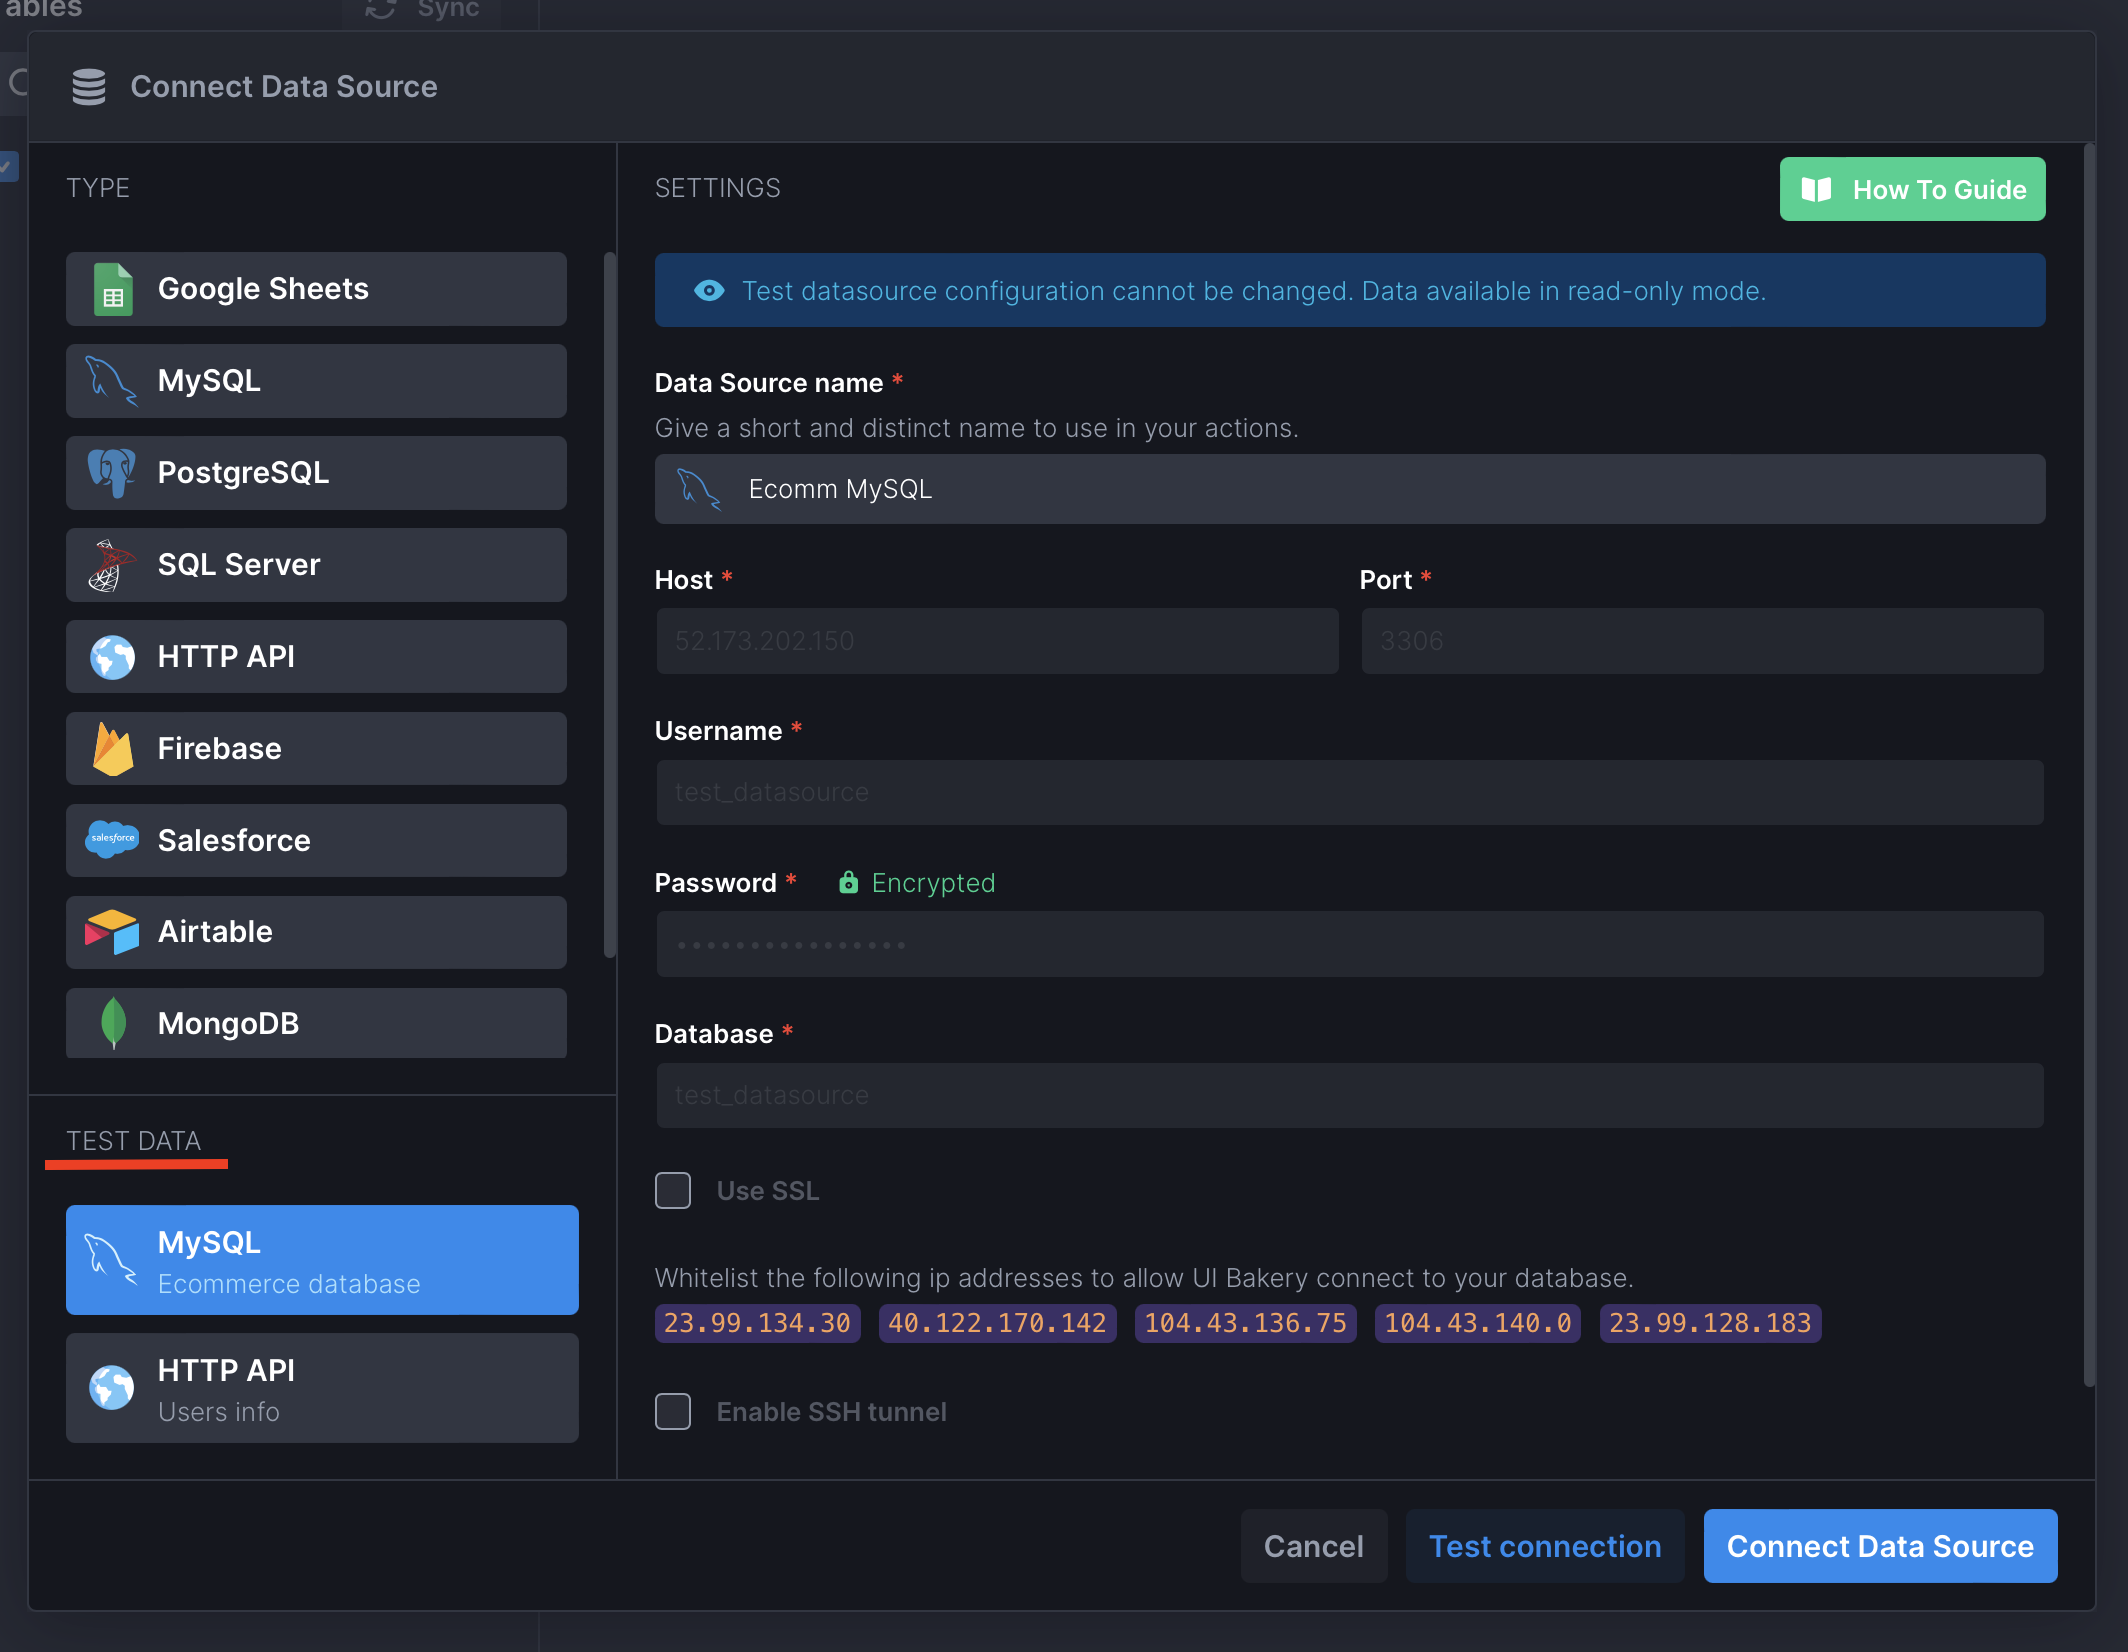 ables
Sync
Connect Data Source
TYPE
Google Sheets
MySQL
PostgreSQL
SQL Server
HTTP API
Firebase
salesforce
Salesforce
Airtable
MongoDB
TEST DATA
MySQL
Ecommerce database
HTTP API
Users info
SETTINGS
How To Guide
Test datasource configuration cannot be changed. Data available in read-only mode.
Data Source name *
Give a short and distinct name to use in your actions.
Ecomm MySQL
Host * Port *
52.173.202.150 3306
Username *
test_datasource
Password * Encrypted
••••••••••••••••
Database *
test_datasource
Use SSL
Whitelist the following ip addresses to allow UI Bakery connect to your database.
23.99.134.30 40.122.170.142 104.43.136.75 104.43.140.0 23.99.128.183
Enable SSH tunnel
Cancel Test connection Connect Data Source